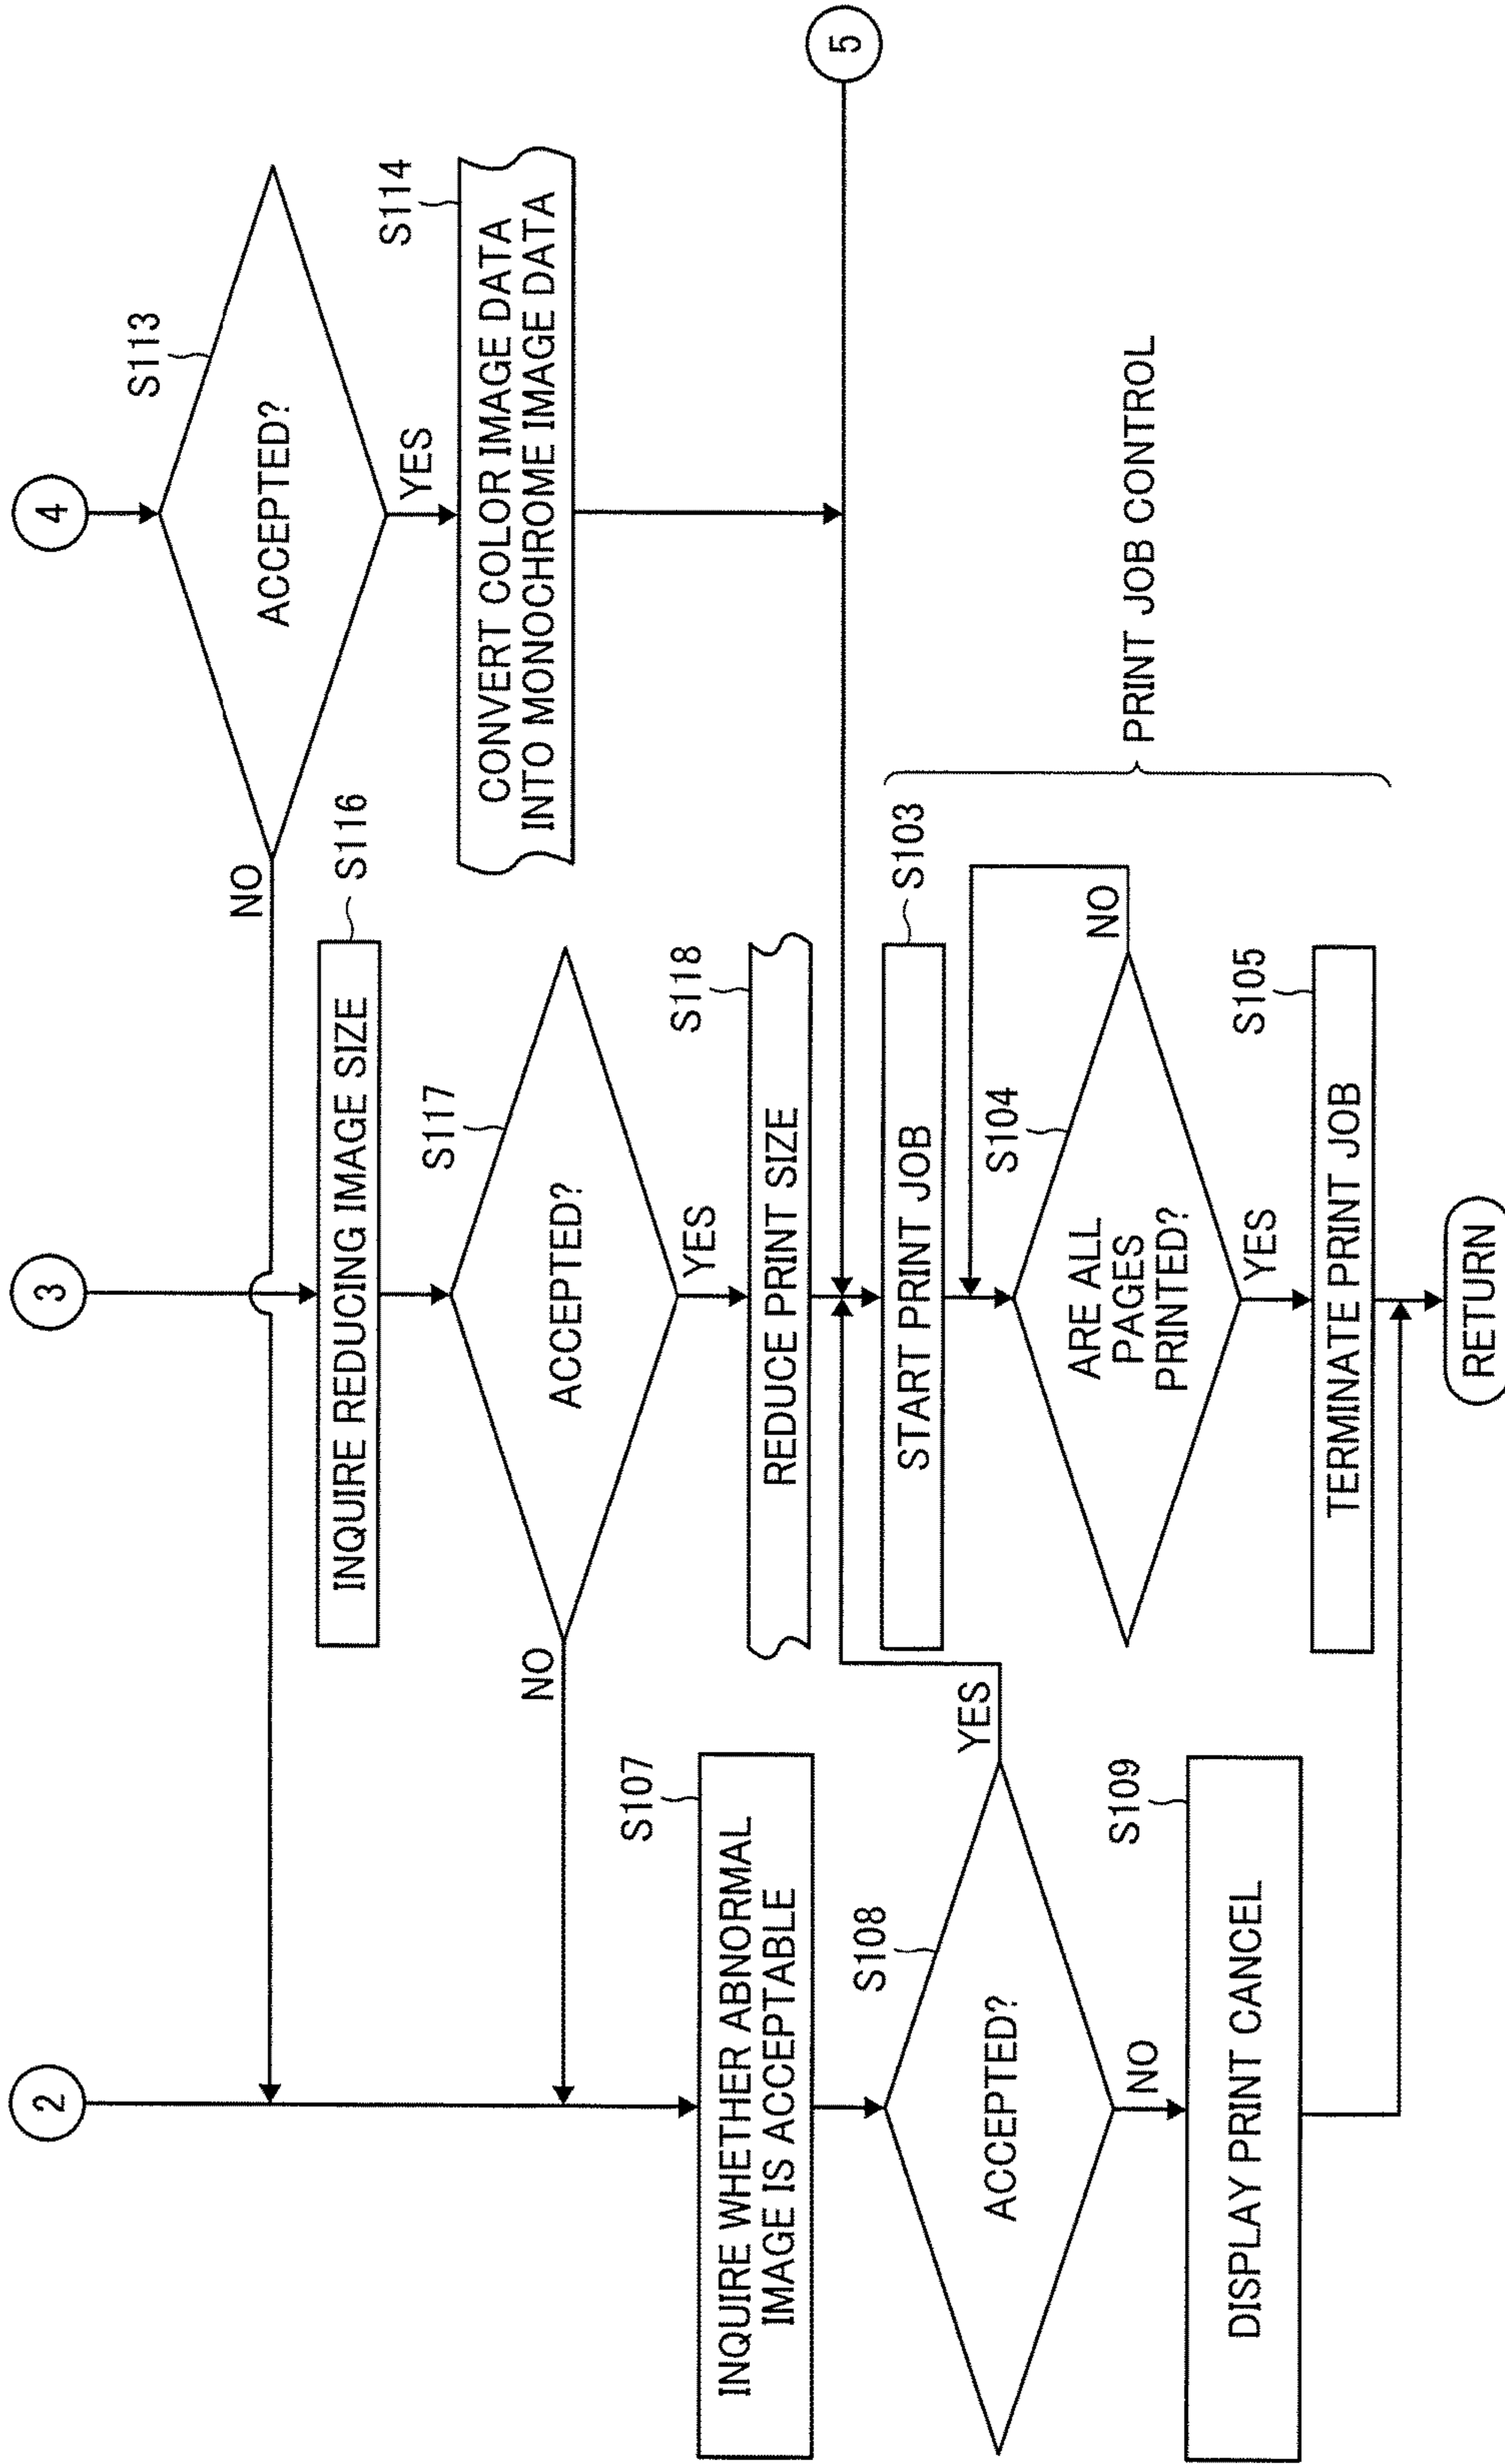 2
3
4
5
S113
ACCEPTED?
NO
YES
S114
CONVERT COLOR IMAGE DATA
INTO MONOCHROME IMAGE DATA
S116
INQUIRE REDUCING IMAGE SIZE
S117
ACCEPTED?
NO
YES
S118
REDUCE PRINT SIZE
S107
INQUIRE WHETHER ABNORMAL
IMAGE IS ACCEPTABLE
S108
ACCEPTED?
YES
NO
S109
DISPLAY PRINT CANCEL
S103
START PRINT JOB
S104
ARE ALL
PAGES
PRINTED?
NO
YES
S105
TERMINATE PRINT JOB
PRINT JOB CONTROL
RETURN